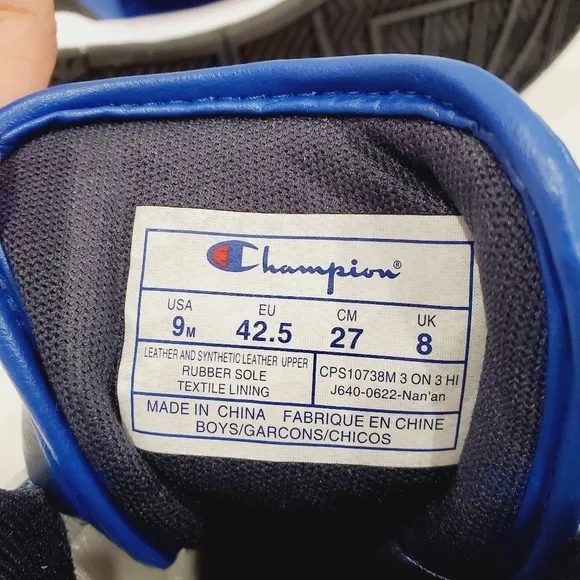 Champion®
USA EU CM UK
9M 42.5 27 8
LEATHER AND SYNTHETIC LEATHER UPPER
RUBBER SOLE
TEXTILE LINING
CPS10738M 3 ON 3 HI
J640-0622-Nan'an
MADE IN CHINA FABRIQUE EN CHINE
BOYS/GARCONS/CHICOS